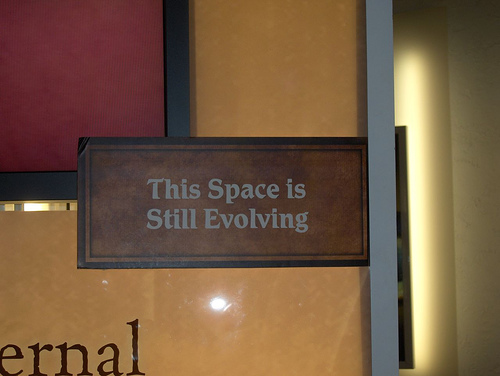 This Space is
Still Evolving
ernal